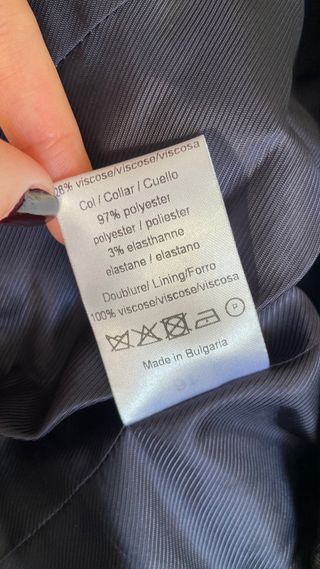 28% viscose/viscose/viscosa
Col / Collar / Cuello
97% polyester
polyester / poliester
3% elasthanne
elastane / elastano
Doublure/ Lining/Forro
100% viscose/viscose/viscosa
P
Made in Bulgaria